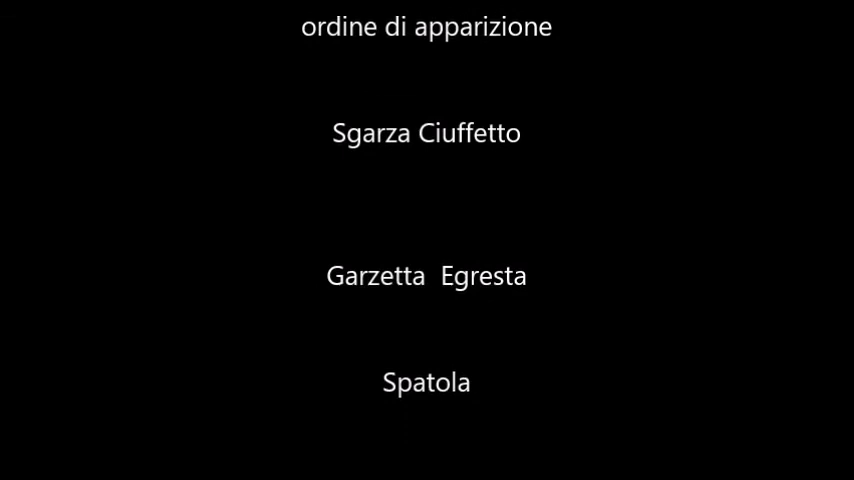 ordine di apparizione
Sgarza Ciuffetto
Garzetta  Egresta
Spatola